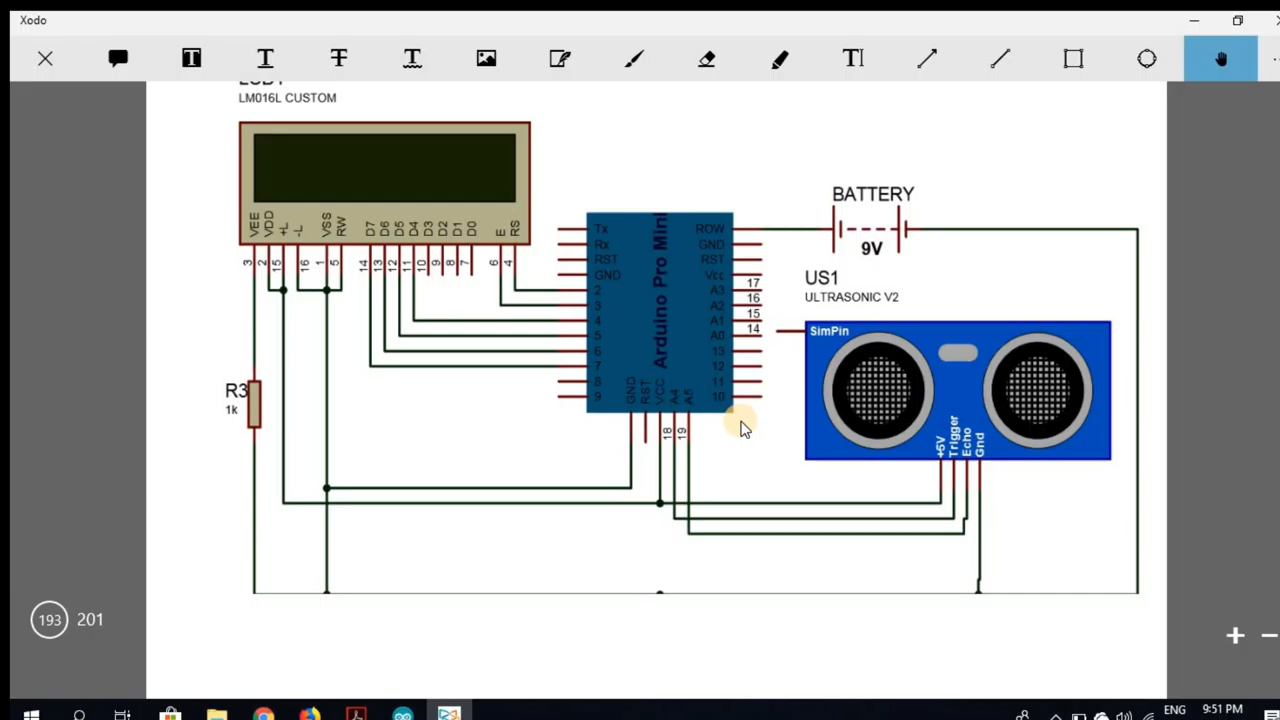 Xodo
T T T T TI
LCD1
LM016L CUSTOM
VEE VDD +L -L VSS RW D7 D6 D5 D4 D3 D2 D1 D0 E RS
3 2 15 16 1 5 14 13 12 11 10 9 8 7 6 4
R3
1k
Arduino Pro Mini
Tx
Rx
RST
GND
2
3
4
5
6
7
8
9
ROW
GND
RST
Vcc
A3 17
A2 16
A1 15
A0 14
13
12
11
10
GND RST VCC A4 A5
18 19
BATTERY
9V
US1
ULTRASONIC V2
SimPin
+5V Trigger Echo Gnd
193 201
ENG 9:51 PM